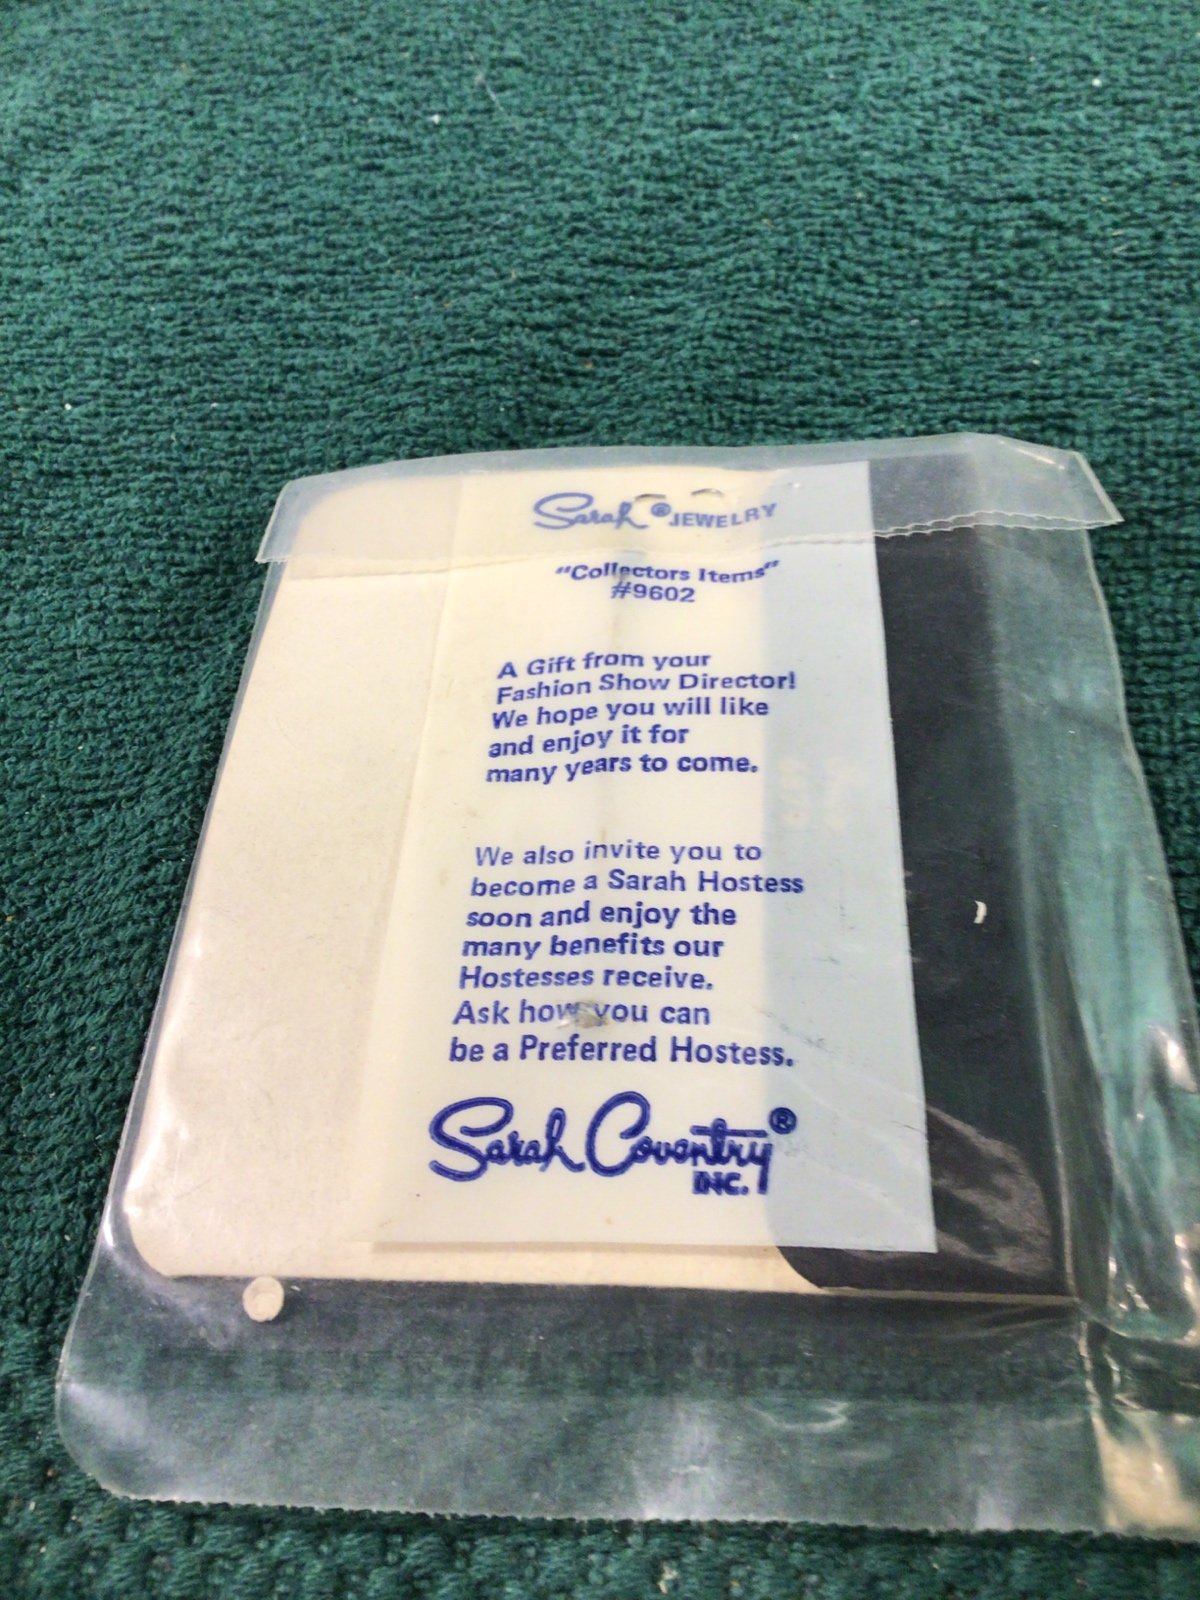 Sarah® JEWELRY
"Collectors Items"
#9602
A Gift from your
Fashion Show Director!
We hope you will like
and enjoy it for
many years to come.
We also invite you to
become a Sarah Hostess
soon and enjoy the
many benefits our
Hostesses receive.
Ask how you can
be a Preferred Hostess.
Sarah Coventry®
INC.